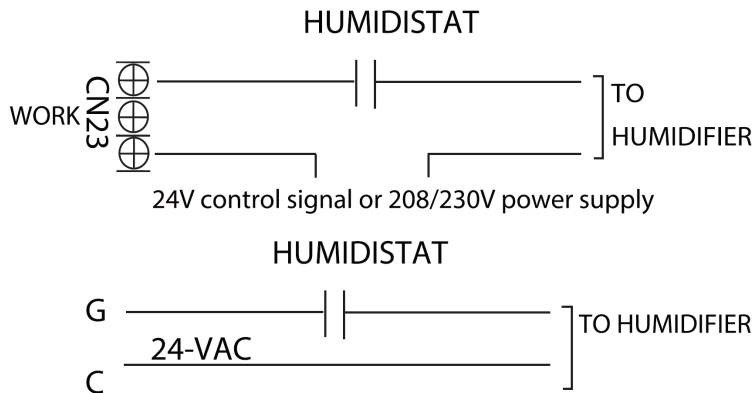 HUMIDISTAT
WORK
CN23
TO
HUMIDIFIER
24V control signal or 208/230V power supply
HUMIDISTAT
G
TO HUMIDIFIER
24-VAC
C